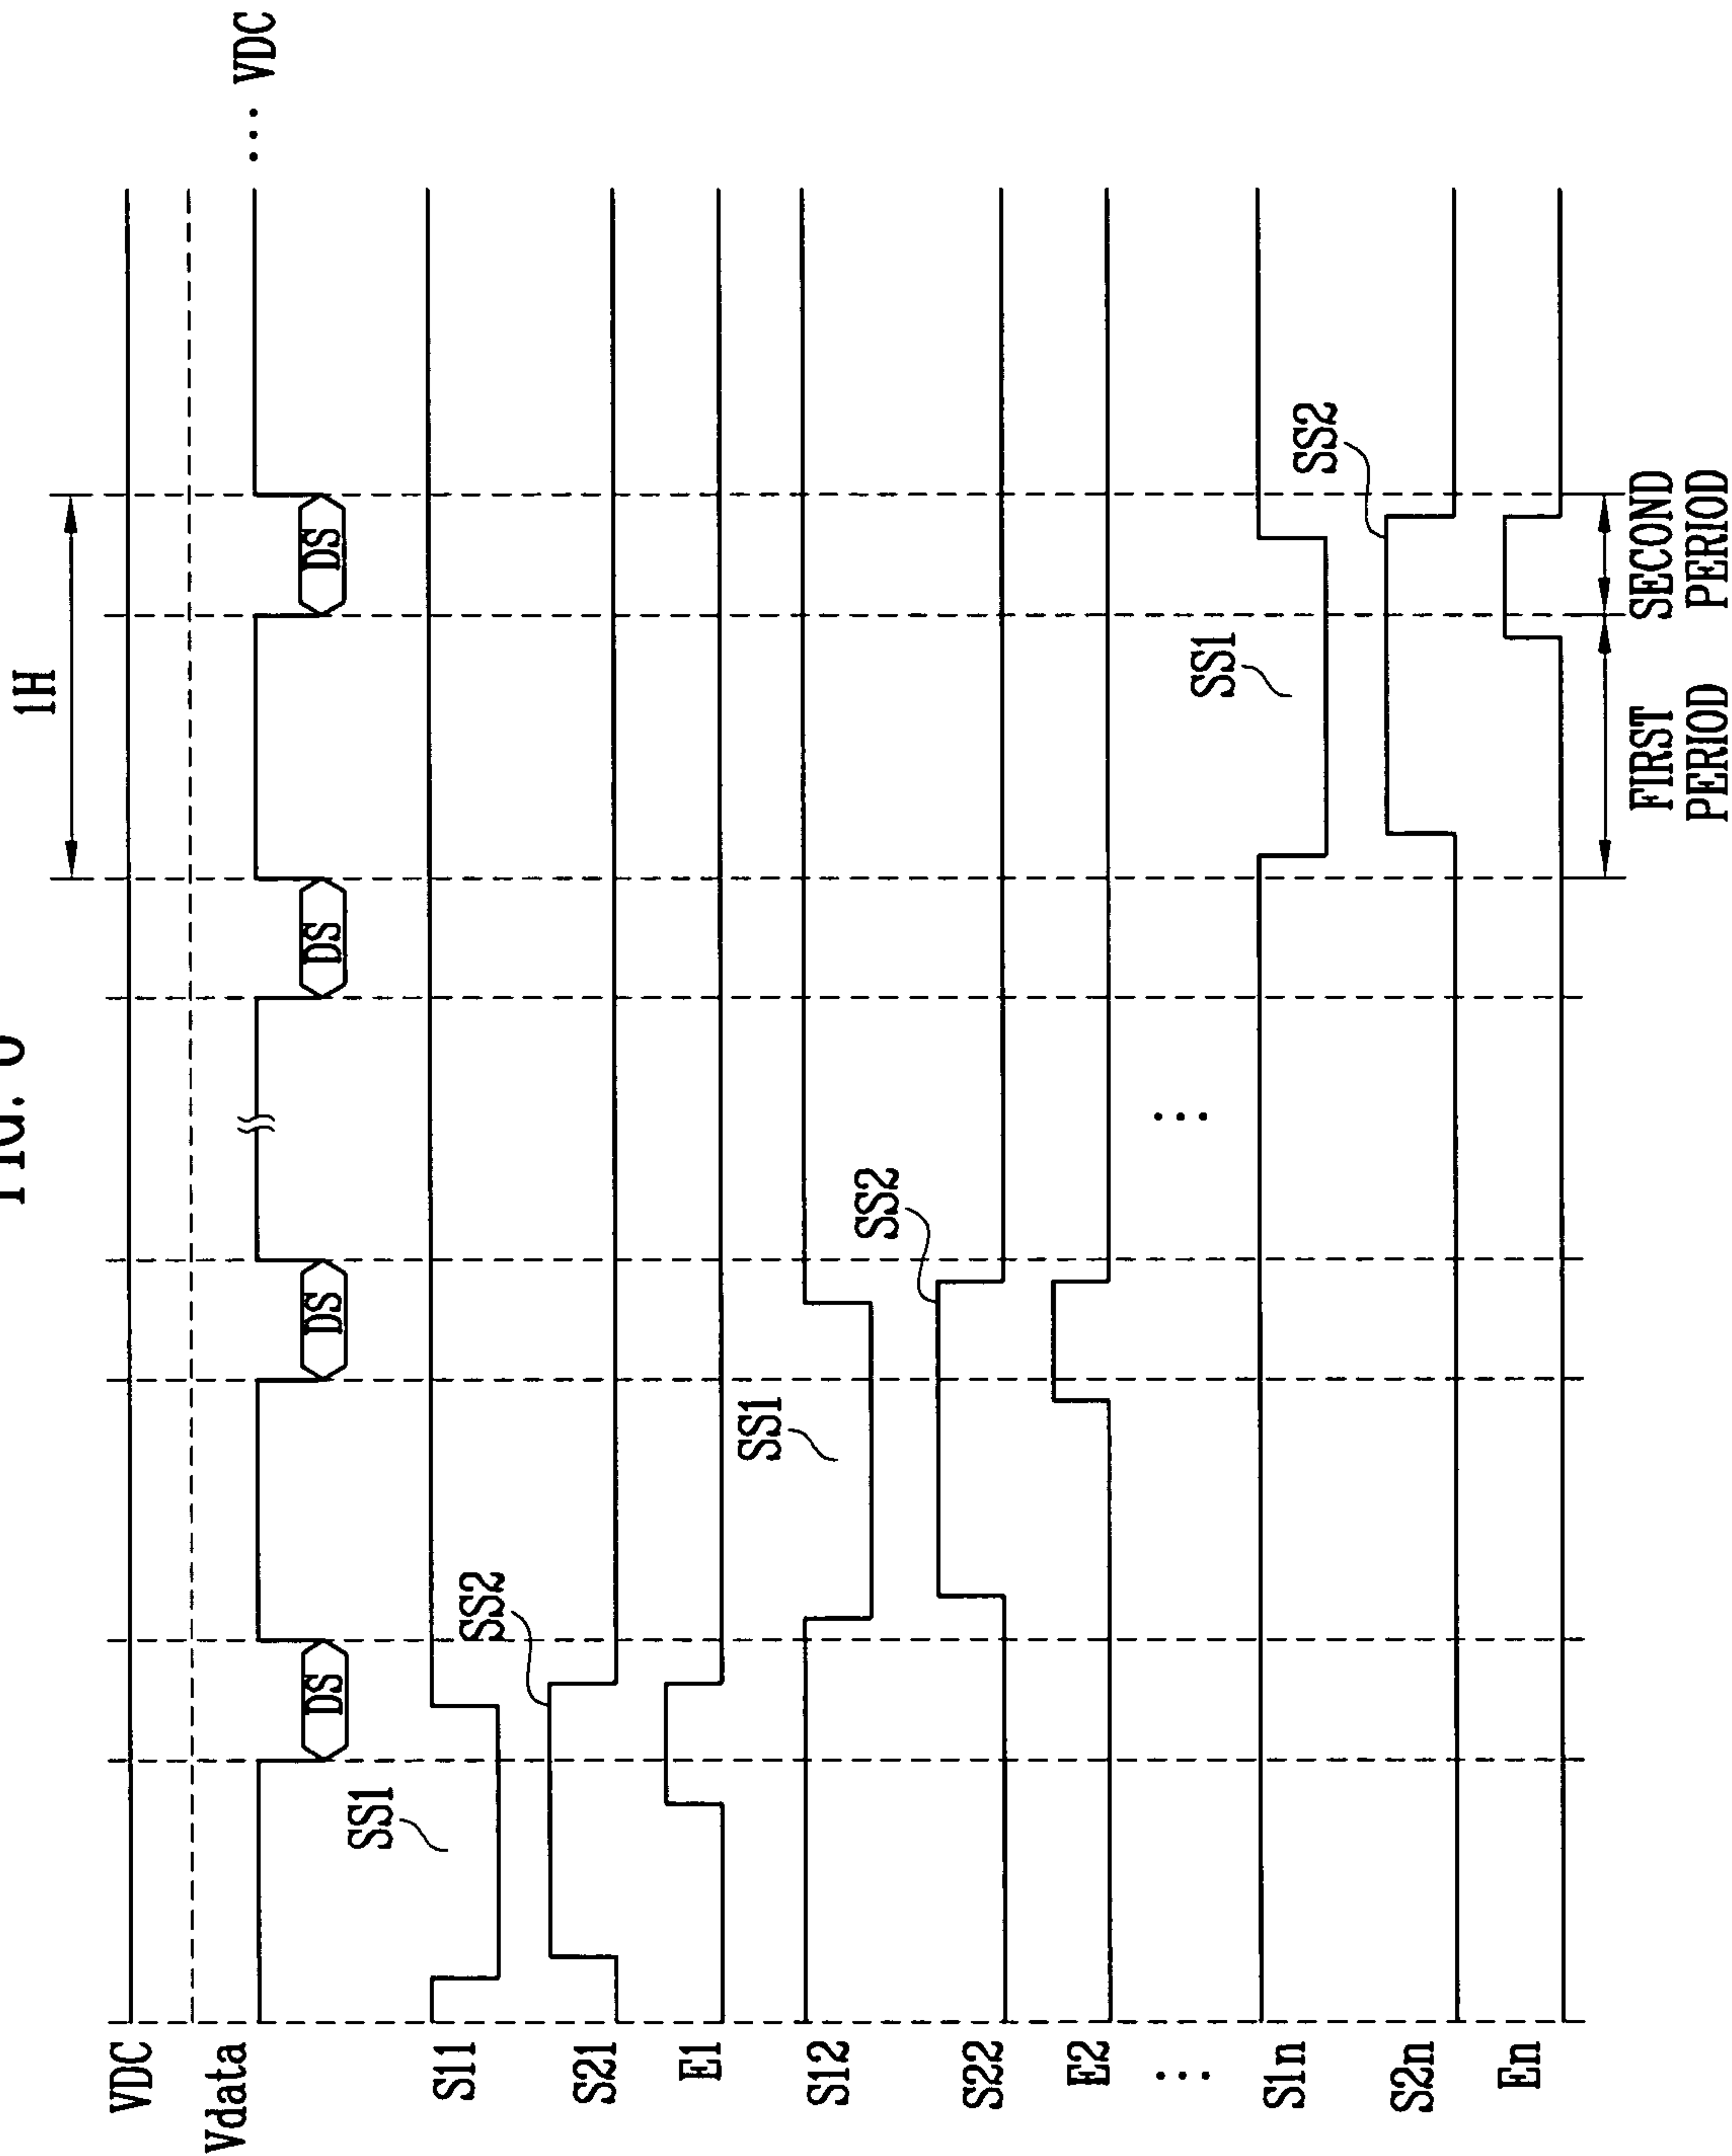 FIG.
1H
VDC
Vdata
... VDC
DS
DS
DS
DS
SS1
S11
SS2
S21
E1
SS1
S12
SS2
S22
E2
...
...
SS1
S1n
SS2
S2n
En
FIRST PERIOD
SECOND PERIOD